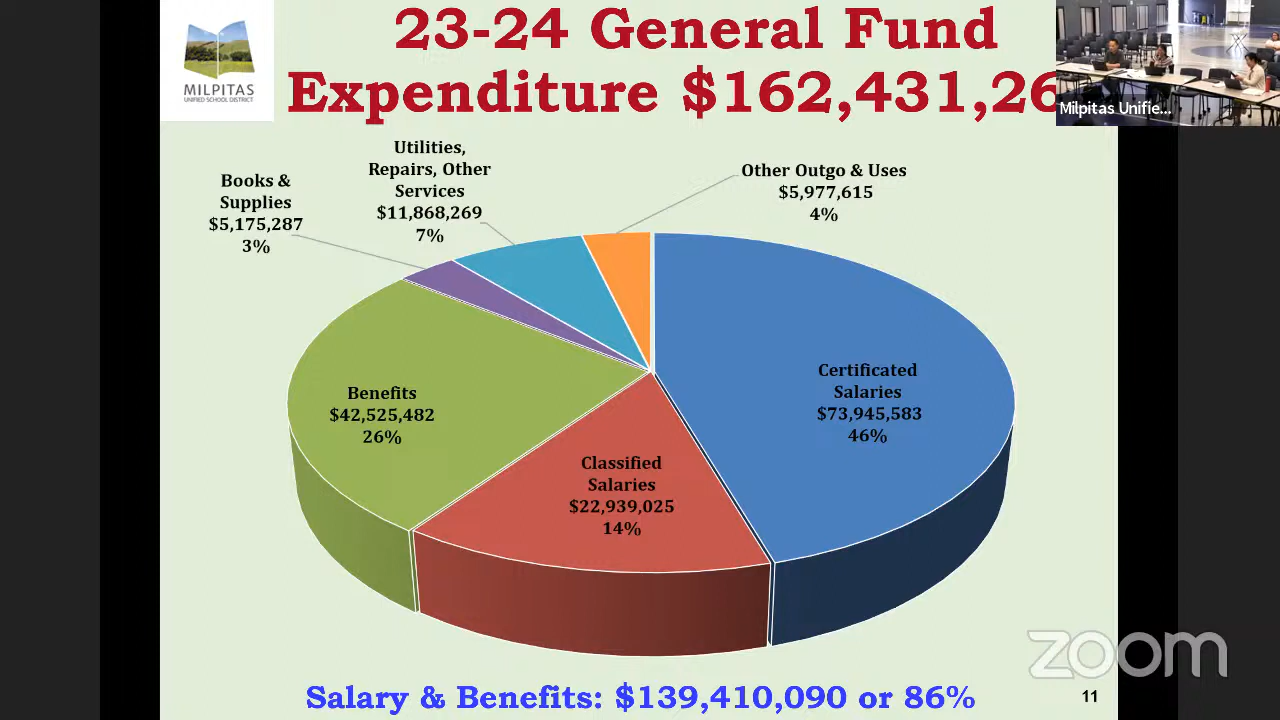 23-24 General Fund
Expenditure $162,431,26
MILPITAS
UNIFIED SCHOOL DISTRICT
Milpitas Unifie...
Utilities,
Repairs, Other
Services
$11,868,269
7%
Books &
Supplies
$5,175,287
3%
Other Outgo & Uses
$5,977,615
4%
Certificated
Salaries
$73,945,583
46%
Benefits
$42,525,482
26%
Classified
Salaries
$22,939,025
14%
zoom
Salary & Benefits: $139,410,090 or 86%
11